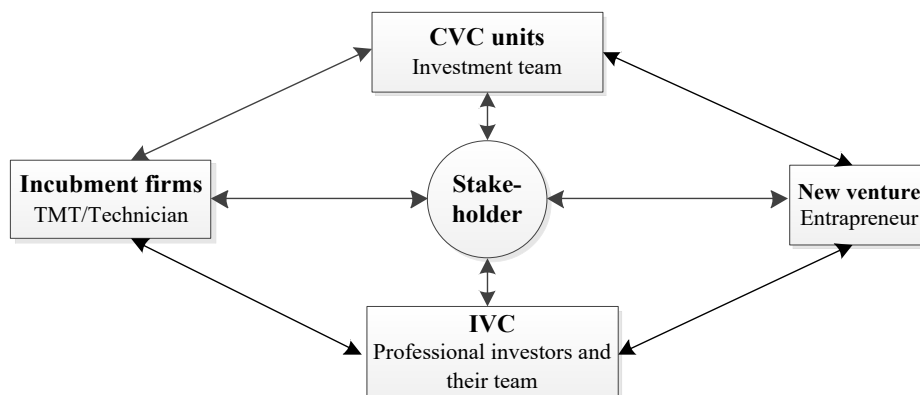 CVC units
Investment team
Incubment firms
TMT/Technician
Stake-
holder
New venture
Entrapreneur
IVC
Professional investors and
their team